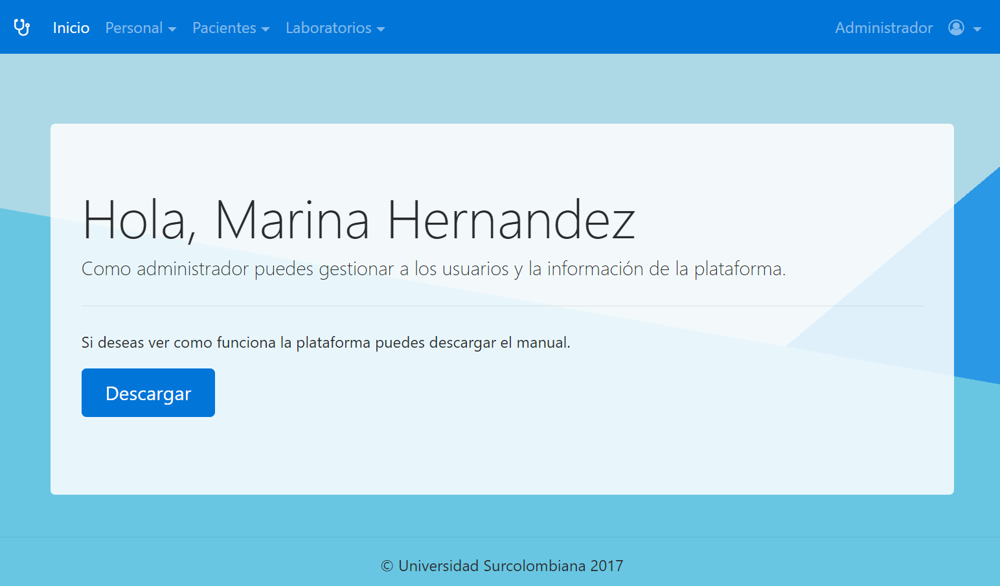 Inicio Personal Pacientes Laboratorios Administrador
Hola, Marina Hernandez
Como administrador puedes gestionar a los usuarios y la información de la plataforma.
Si deseas ver como funciona la plataforma puedes descargar el manual.
Descargar
© Universidad Surcolombiana 2017